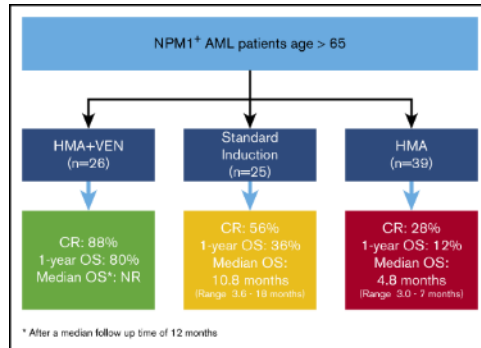 NPM1+ AML patients age > 65
HMA+VEN
(n=26)
Standard
Induction
(n=25)
HMA
(n=39)
CR: 88%
1-year OS: 80%
Median OS*: NR
CR: 56%
1-year OS: 36%
Median OS:
10.8 months
(Range 3.6 - 18 months)
CR: 28%
1-year OS: 12%
Median OS:
4.8 months
(Range 3.0 - 7 months)
* After a median follow up time of 12 months